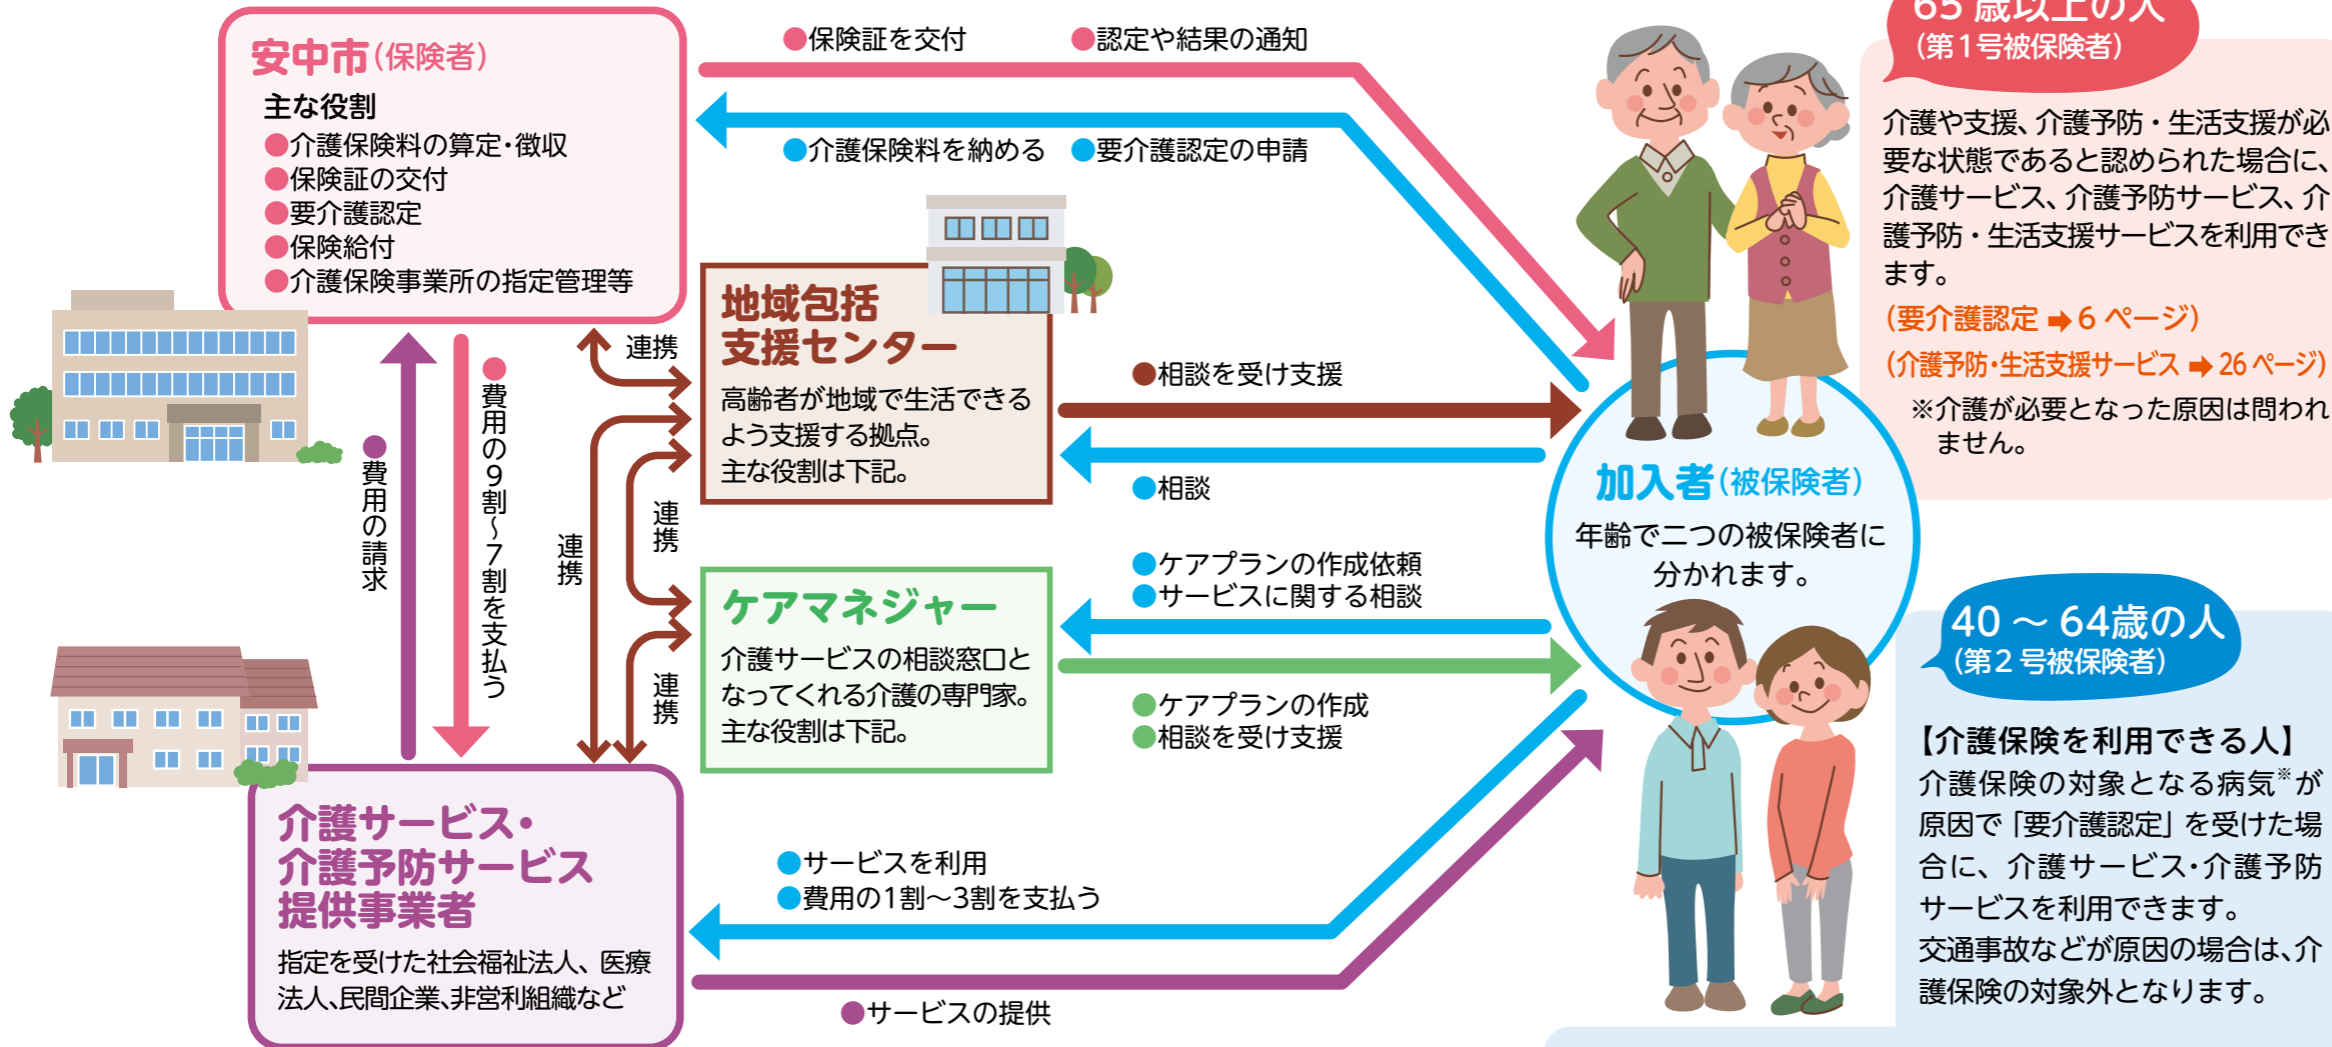 安中市(保険者)
主な役割
●介護保険料の算定・徴収
●保険証の交付
●要介護認定
●保険給付
●介護保険事業所の指定管理等
●保険証を交付
●認定や結果の通知
●介護保険料を納める
●要介護認定の申請
地域包括
支援センター
高齢者が地域で生活できる
よう支援する拠点。
主な役割は下記。
連携
連携
連携
連携
●費用の請求
●費用の9割～7割を支払う
●相談を受け支援
●相談
ケアマネジャー
介護サービスの相談窓口と
なってくれる介護の専門家。
主な役割は下記。
●ケアプランの作成依頼
●サービスに関する相談
●ケアプランの作成
●相談を受け支援
介護サービス・
介護予防サービス
提供事業者
指定を受けた社会福祉法人、医療
法人、民間企業、非営利組織など
●サービスを利用
●費用の1割～3割を支払う
●サービスの提供
加入者(被保険者)
年齢で二つの被保険者に
分かれます。
65歳以上の人
(第1号被保険者)
介護や支援、介護予防・生活支援が必
要な状態であると認められた場合に、
介護サービス、介護予防サービス、介
護予防・生活支援サービスを利用でき
ます。
(要介護認定➡6ページ)
(介護予防・生活支援サービス➡26ページ)
※介護が必要となった原因は問われ
ません。
40～64歳の人
(第2号被保険者)
【介護保険を利用できる人】
介護保険の対象となる病気※が
原因で「要介護認定」を受けた場
合に、介護サービス・介護予防
サービスを利用できます。
交通事故などが原因の場合は、介
護保険の対象外となります。